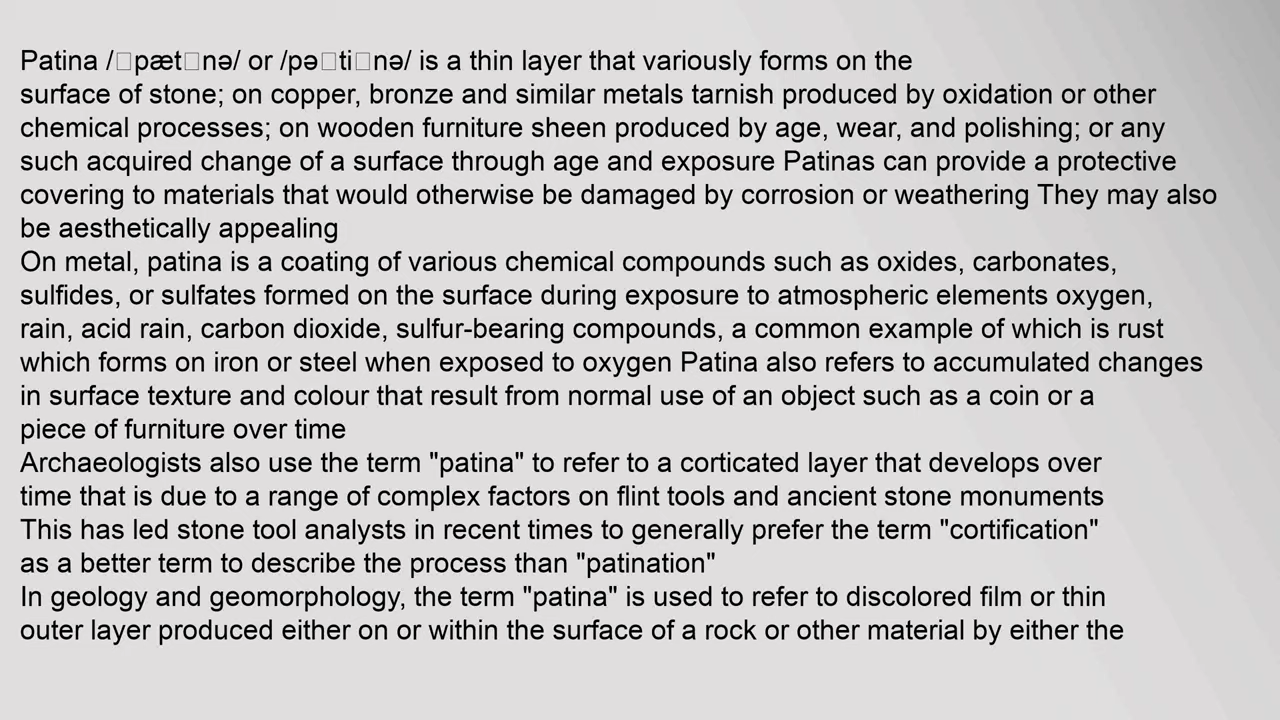 Patina /□pæt□nə/ or /pə□ti□nə/ is a thin layer that variously forms on the
surface of stone; on copper, bronze and similar metals tarnish produced by oxidation or other
chemical processes; on wooden furniture sheen produced by age, wear, and polishing; or any
such acquired change of a surface through age and exposure Patinas can provide a protective
covering to materials that would otherwise be damaged by corrosion or weathering They may also
be aesthetically appealing
On metal, patina is a coating of various chemical compounds such as oxides, carbonates,
sulfides, or sulfates formed on the surface during exposure to atmospheric elements oxygen,
rain, acid rain, carbon dioxide, sulfur-bearing compounds, a common example of which is rust
which forms on iron or steel when exposed to oxygen Patina also refers to accumulated changes
in surface texture and colour that result from normal use of an object such as a coin or a
piece of furniture over time
Archaeologists also use the term "patina" to refer to a corticated layer that develops over
time that is due to a range of complex factors on flint tools and ancient stone monuments
This has led stone tool analysts in recent times to generally prefer the term "cortification"
as a better term to describe the process than "patination"
In geology and geomorphology, the term "patina" is used to refer to discolored film or thin
outer layer produced either on or within the surface of a rock or other material by either the